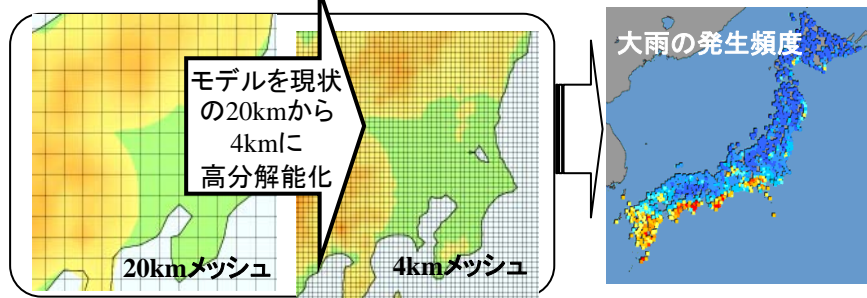 モデルを現状
の20kmから
4kmに
高分解能化
20kmメッシュ
4kmメッシュ
大雨の発生頻度